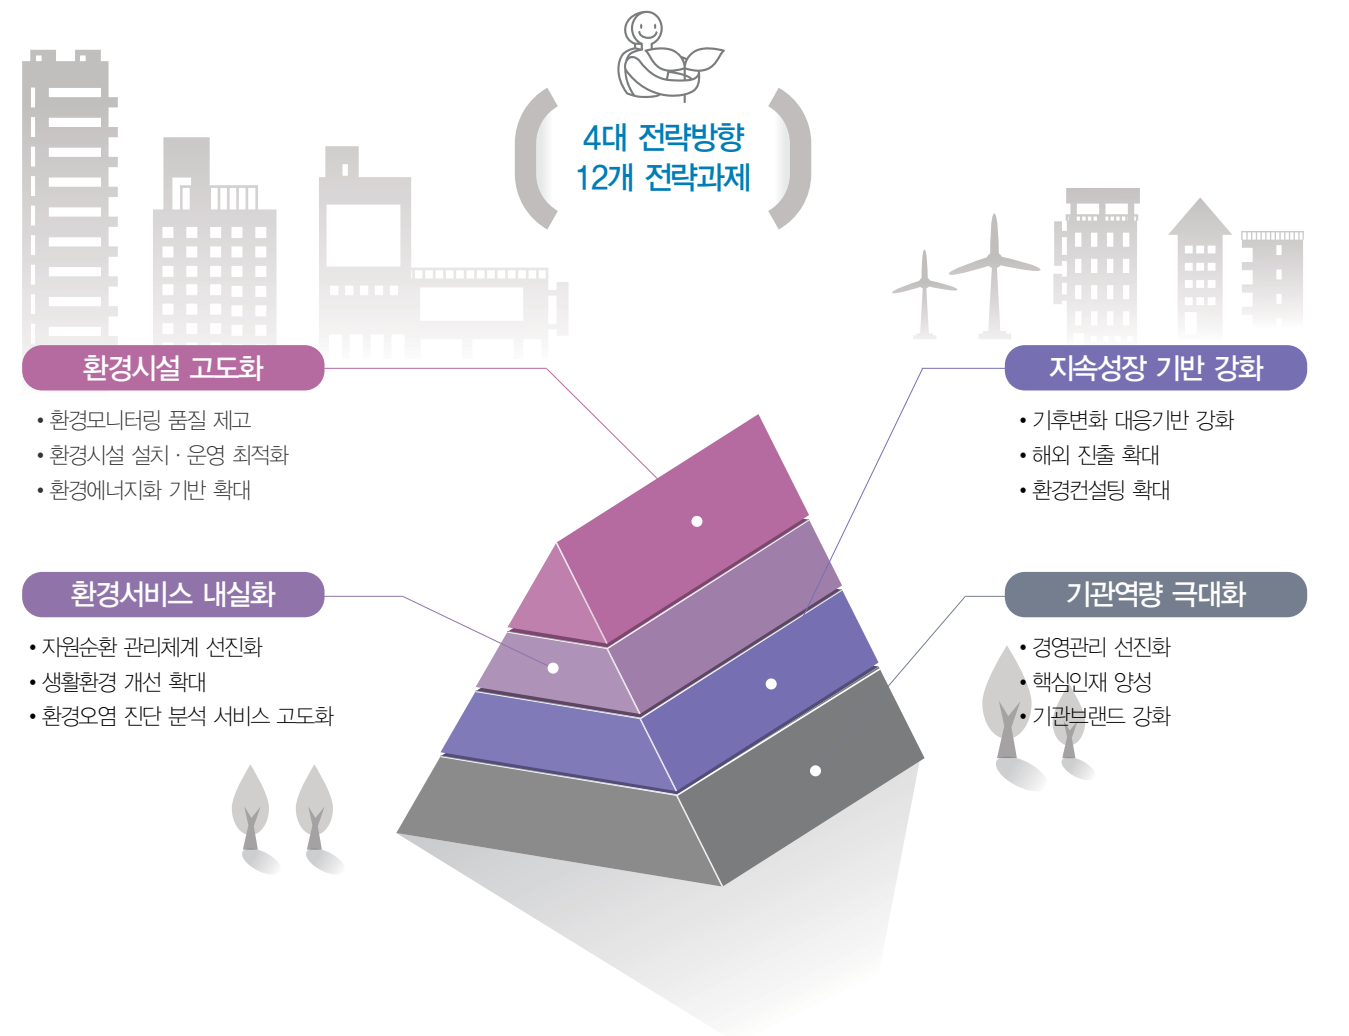 4대 전략방향
12개 전략과제
환경시설 고도화
• 환경모니터링 품질 제고
• 환경시설 설치 · 운영 최적화
• 환경에너지화 기반 확대
지속성장 기반 강화
• 기후변화 대응기반 강화
• 해외 진출 확대
• 환경컨설팅 확대
환경서비스 내실화
• 자원순환 관리체계 선진화
• 생활환경 개선 확대
• 환경오염 진단 분석 서비스 고도화
기관역량 극대화
• 경영관리 선진화
• 핵심인재 양성
• 기관브랜드 강화